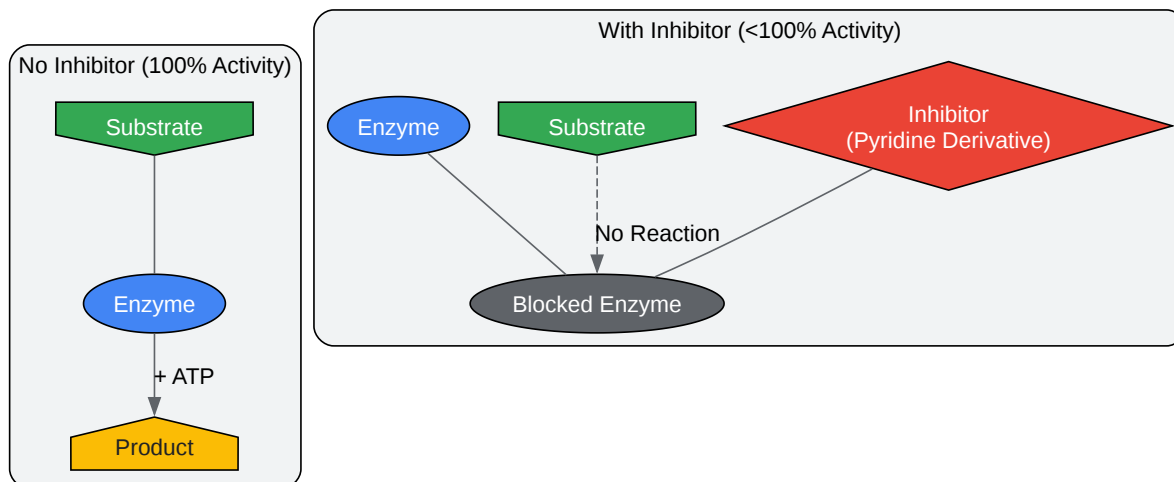 No Inhibitor (100% Activity)
Substrate
Enzyme
+ ATP
Product
With Inhibitor (<100% Activity)
Enzyme
Substrate
Inhibitor
(Pyridine Derivative)
No Reaction
Blocked Enzyme